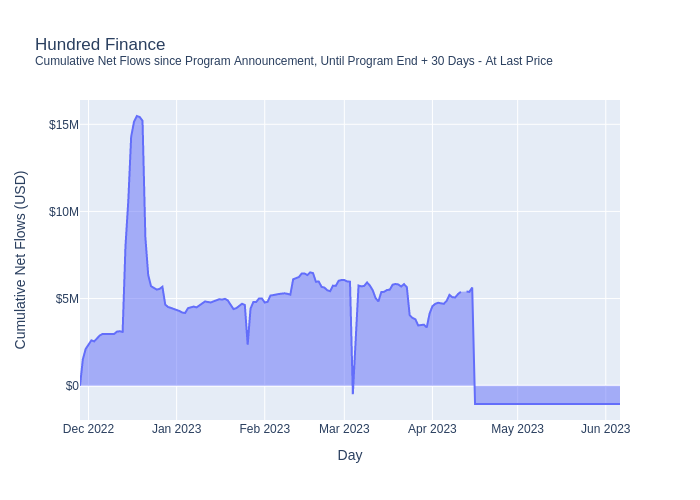 Hundred Finance
Cumulative Net Flows since Program Announcement, Until Program End + 30 Days - At Last Price
Cumulative Net Flows (USD)
$15M
$10M
$5M
$0
Dec 2022
Jan 2023
Feb 2023
Mar 2023
Apr 2023
May 2023
Jun 2023
Day